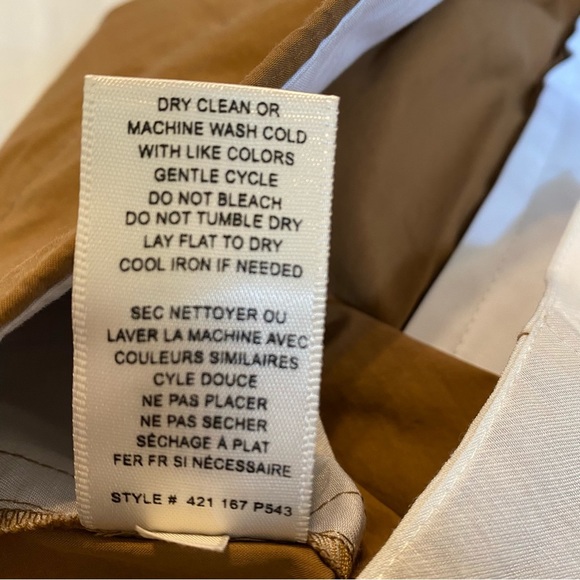 DRY CLEAN OR
MACHINE WASH COLD
WITH LIKE COLORS
GENTLE CYCLE
DO NOT BLEACH
DO NOT TUMBLE DRY
LAY FLAT TO DRY
COOL IRON IF NEEDED
SEC NETTOYER OU
LAVER LA MACHINE AVEC
COULEURS SIMILAIRES
CYLE DOUCE
NE PAS PLACER
NE PAS SECHER
SÉCHAGE À PLAT
FER FR SI NÉCESSAIRE
STYLE # 421 167 P543